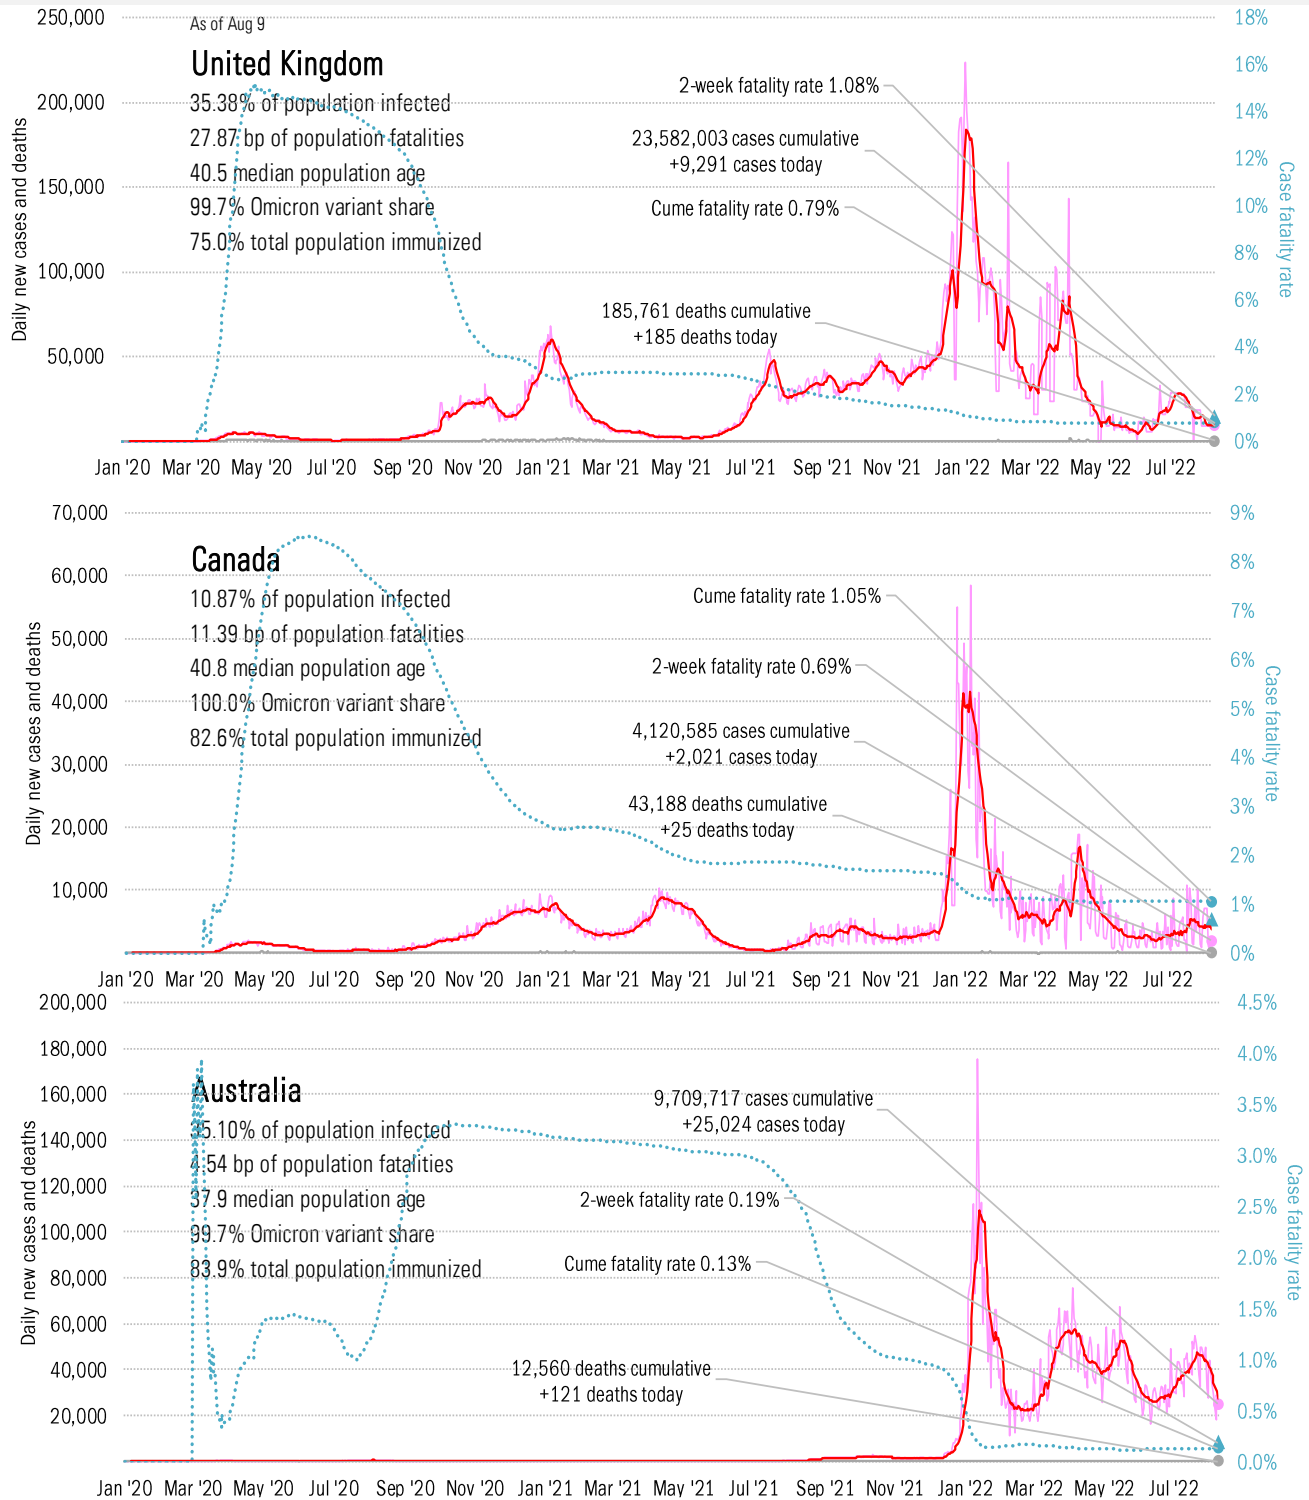 As of Aug 9
United Kingdom
35.38% of population infected
27.87 bp of population fatalities
40.5 median population age
99.7% Omicron variant share
75.0% total population immunized
2-week fatality rate 1.08%
23,582,003 cases cumulative
+9,291 cases today
Cume fatality rate 0.79%
185,761 deaths cumulative
+185 deaths today
Daily new cases and deaths
250,000
200,000
150,000
100,000
50,000
18%
16%
14%
12%
10%
8%
6%
4%
2%
0%
Case fatality rate
Jan '20 Mar '20 May '20 Jul '20 Sep '20 Nov '20 Jan '21 Mar '21 May '21 Jul '21 Sep '21 Nov '21 Jan '22 Mar '22 May '22 Jul '22
Canada
10.87% of population infected
11.39 bp of population fatalities
40.8 median population age
100.0% Omicron variant share
82.6% total population immunized
Cume fatality rate 1.05%
2-week fatality rate 0.69%
4,120,585 cases cumulative
+2,021 cases today
43,188 deaths cumulative
+25 deaths today
Daily new cases and deaths
70,000
60,000
50,000
40,000
30,000
20,000
10,000
9%
8%
7%
6%
5%
4%
3%
2%
1%
0%
Case fatality rate
Jan '20 Mar '20 May '20 Jul '20 Sep '20 Nov '20 Jan '21 Mar '21 May '21 Jul '21 Sep '21 Nov '21 Jan '22 Mar '22 May '22 Jul '22
Australia
35.10% of population infected
4.54 bp of population fatalities
37.9 median population age
99.7% Omicron variant share
83.9% total population immunized
9,709,717 cases cumulative
+25,024 cases today
2-week fatality rate 0.19%
Cume fatality rate 0.13%
12,560 deaths cumulative
+121 deaths today
Daily new cases and deaths
200,000
180,000
160,000
140,000
120,000
100,000
80,000
60,000
40,000
20,000
4.5%
4.0%
3.5%
3.0%
2.5%
2.0%
1.5%
1.0%
0.5%
0.0%
Case fatality rate
Jan '20 Mar '20 May '20 Jul '20 Sep '20 Nov '20 Jan '21 Mar '21 May '21 Jul '21 Sep '21 Nov '21 Jan '22 Mar '22 May '22 Jul '22